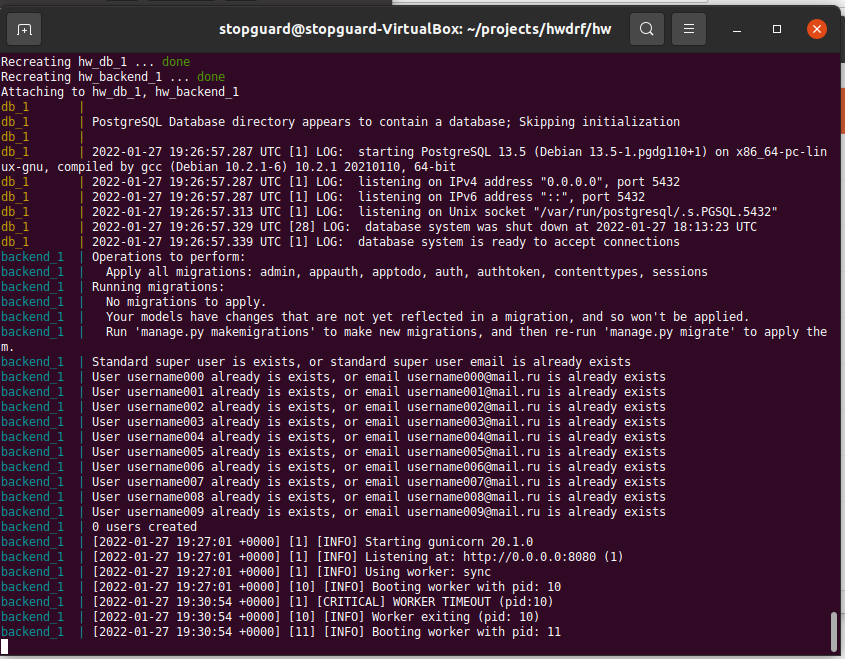 stopguard@stopguard-VirtualBox: ~/projects/hwdrf/hw
Recreating hw_db_1 ... done
Recreating hw_backend_1 ... done
Attaching to hw_db_1, hw_backend_1
db_1       |
db_1       | PostgreSQL Database directory appears to contain a database; Skipping initialization
db_1       |
db_1       | 2022-01-27 19:26:57.287 UTC [1] LOG:  starting PostgreSQL 13.5 (Debian 13.5-1.pgdg110+1) on x86_64-pc-lin
ux-gnu, compiled by gcc (Debian 10.2.1-6) 10.2.1 20210110, 64-bit
db_1       | 2022-01-27 19:26:57.287 UTC [1] LOG:  listening on IPv4 address "0.0.0.0", port 5432
db_1       | 2022-01-27 19:26:57.287 UTC [1] LOG:  listening on IPv6 address "::", port 5432
db_1       | 2022-01-27 19:26:57.313 UTC [1] LOG:  listening on Unix socket "/var/run/postgresql/.s.PGSQL.5432"
db_1       | 2022-01-27 19:26:57.329 UTC [28] LOG:  database system was shut down at 2022-01-27 18:13:23 UTC
db_1       | 2022-01-27 19:26:57.339 UTC [1] LOG:  database system is ready to accept connections
backend_1  | Operations to perform:
backend_1  |   Apply all migrations: admin, appauth, apptodo, auth, authtoken, contenttypes, sessions
backend_1  | Running migrations:
backend_1  |   No migrations to apply.
backend_1  |   Your models have changes that are not yet reflected in a migration, and so won't be applied.
backend_1  |   Run 'manage.py makemigrations' to make new migrations, and then re-run 'manage.py migrate' to apply the
m.
backend_1  | Standard super user is exists, or standard super user email is already exists
backend_1  | User username000 already is exists, or email username000@mail.ru is already exists
backend_1  | User username001 already is exists, or email username001@mail.ru is already exists
backend_1  | User username002 already is exists, or email username002@mail.ru is already exists
backend_1  | User username003 already is exists, or email username003@mail.ru is already exists
backend_1  | User username004 already is exists, or email username004@mail.ru is already exists
backend_1  | User username005 already is exists, or email username005@mail.ru is already exists
backend_1  | User username006 already is exists, or email username006@mail.ru is already exists
backend_1  | User username007 already is exists, or email username007@mail.ru is already exists
backend_1  | User username008 already is exists, or email username008@mail.ru is already exists
backend_1  | User username009 already is exists, or email username009@mail.ru is already exists
backend_1  | 0 users created
backend_1  | [2022-01-27 19:27:01 +0000] [1] [INFO] Starting gunicorn 20.1.0
backend_1  | [2022-01-27 19:27:01 +0000] [1] [INFO] Listening at: http://0.0.0.0:8080 (1)
backend_1  | [2022-01-27 19:27:01 +0000] [1] [INFO] Using worker: sync
backend_1  | [2022-01-27 19:27:01 +0000] [10] [INFO] Booting worker with pid: 10
backend_1  | [2022-01-27 19:30:54 +0000] [1] [CRITICAL] WORKER TIMEOUT (pid:10)
backend_1  | [2022-01-27 19:30:54 +0000] [10] [INFO] Worker exiting (pid: 10)
backend_1  | [2022-01-27 19:30:54 +0000] [11] [INFO] Booting worker with pid: 11